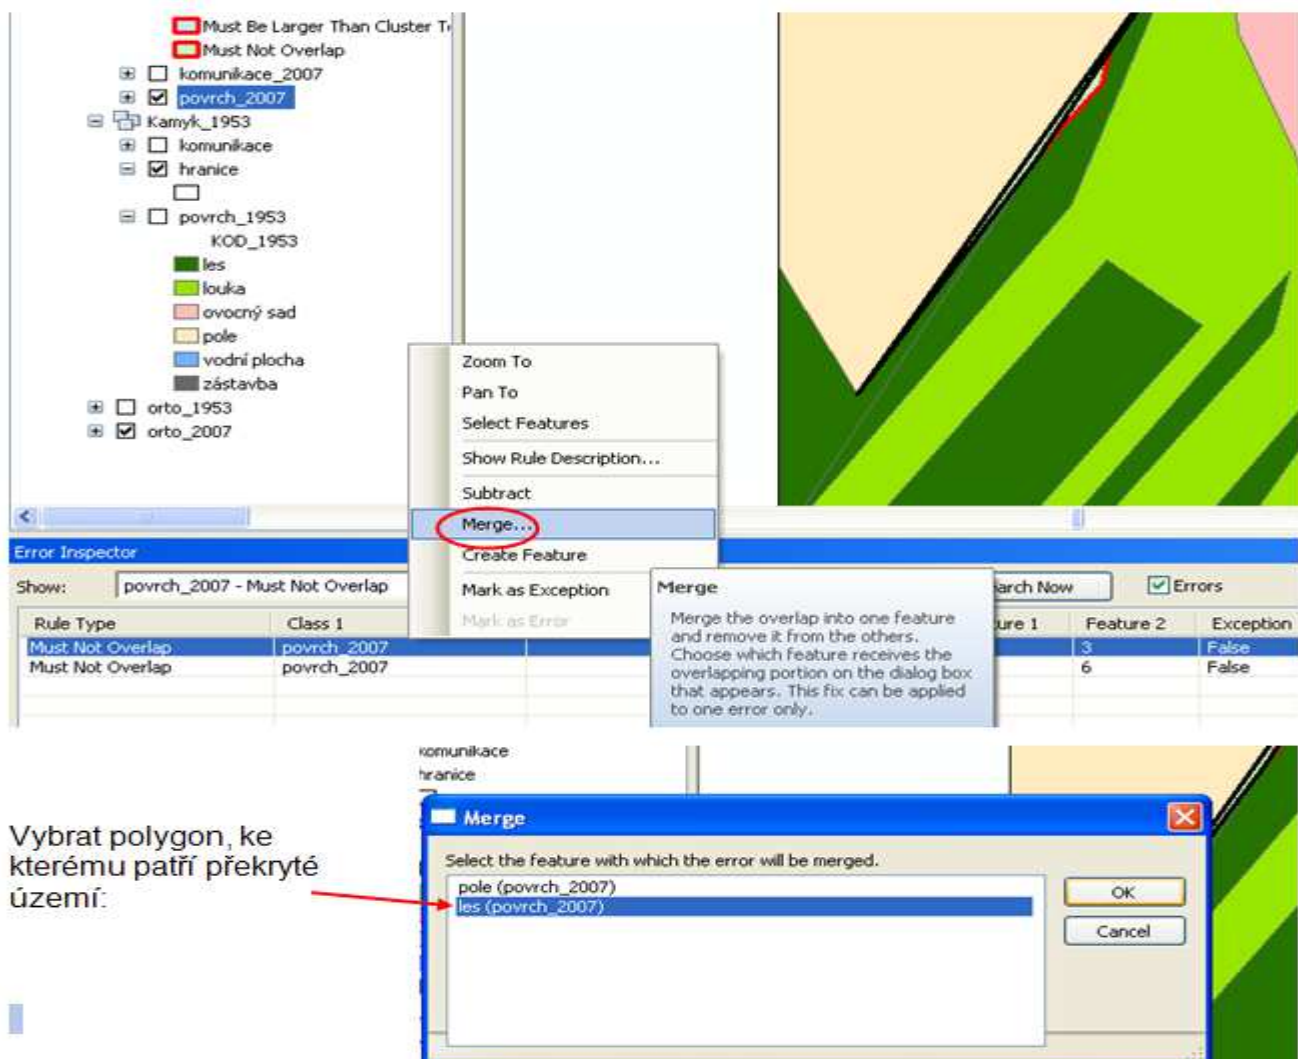 Must Be Larger Than Cluster T
Must Not Overlap
komunikace_2007
povrch_2007
Kamyk_1953
komunikace
hranice
povrch_1953
KOD_1953
les
louka
ovocný sad
pole
vodní plocha
zástavba
orto_1953
orto_2007
Zoom To
Pan To
Select Features
Show Rule Description...
Subtract
Merge...
Create Feature
Mark as Exception
Mark as Error
Error Inspector
Show: povrch_2007 - Must Not Overlap
arch Now
Errors
Rule Type Class 1 ure 1 Feature 2 Exception
Must Not Overlap povrch_2007 3 False
Must Not Overlap povrch_2007 6 False
Merge
Merge the overlap into one feature
and remove it from the others.
Choose which feature receives the
overlapping portion on the dialog box
that appears. This fix can be applied
to one error only.
komunikace
hranice
Vybrat polygon, ke
kterému patří překryté
území:
Merge
Select the feature with which the error will be merged.
pole (povrch_2007)
les (povrch_2007)
OK
Cancel